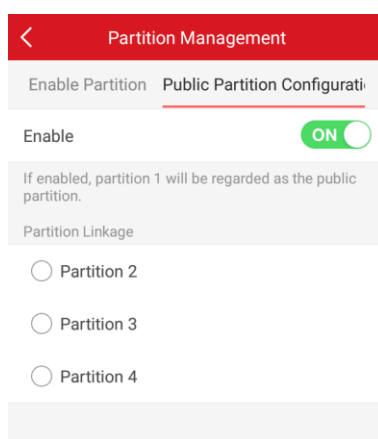 Partition Management
Enable Partition Public Partition Configurati
Enable ON
If enabled, partition 1 will be regarded as the public
partition.
Partition Linkage
Partition 2
Partition 3
Partition 4